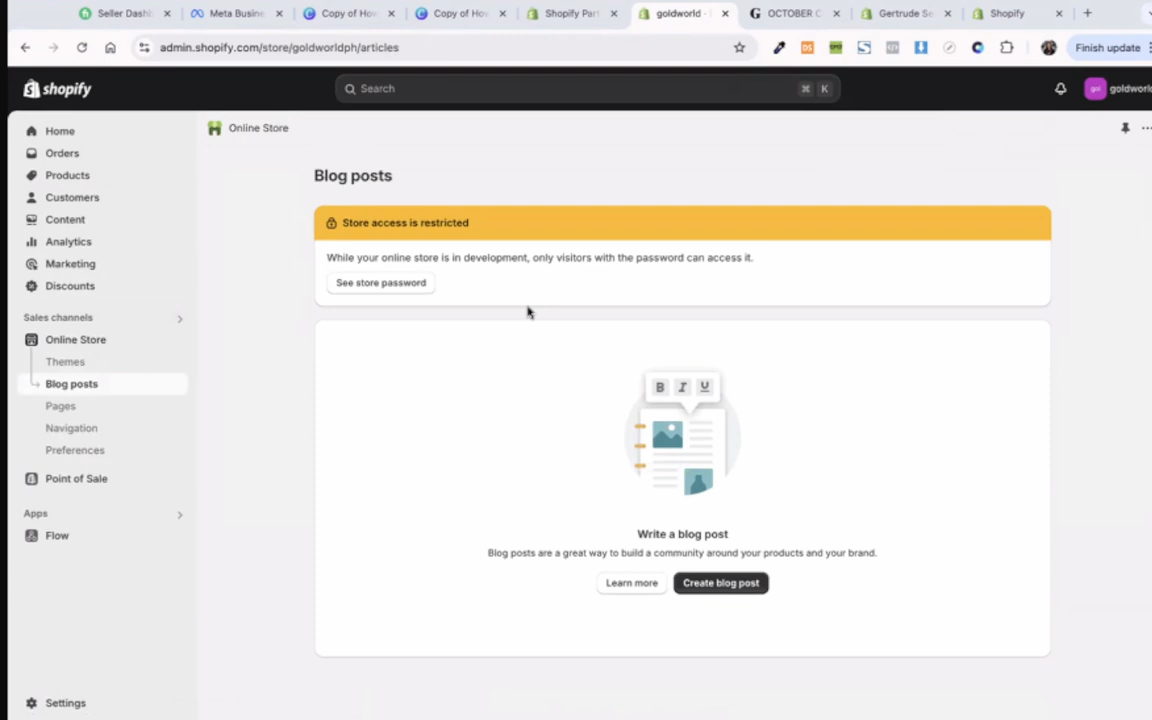 Seller Dashb
Meta Busine
Copy of How
Copy of How
Shopify Part
goldworld
OCTOBER C
Gertrude Se
Shopify
admin.shopify.com/store/goldworldph/articles
Finish update
shopify
Search
⌘ K
gol
goldworl
Home
Orders
Products
Customers
Content
Analytics
Marketing
Discounts
Sales channels
Online Store
Themes
Blog posts
Pages
Navigation
Preferences
Point of Sale
Apps
Flow
Settings
Online Store
Blog posts
Store access is restricted
While your online store is in development, only visitors with the password can access it.
See store password
B I U
Write a blog post
Blog posts are a great way to build a community around your products and your brand.
Learn more
Create blog post